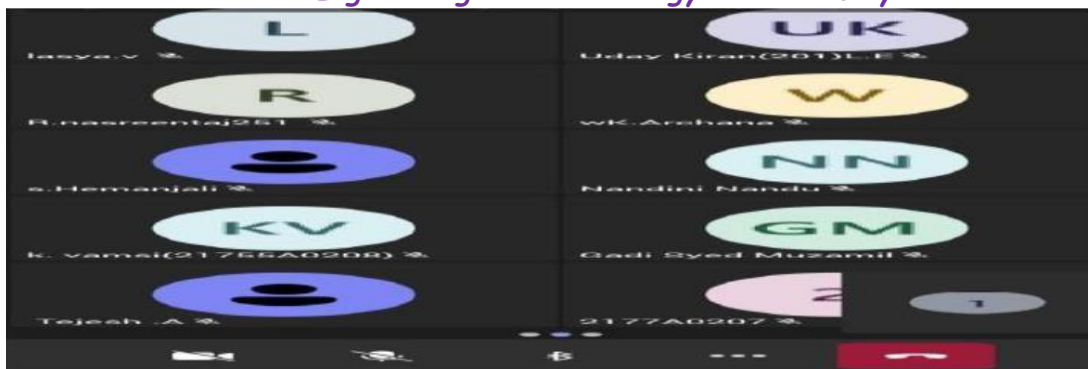 L UK
lasya.v Uday Kiran(201)L.E
R W
R.nasreentaj251 wK.Archana
NN
s.Hemanjali Nandini Nandu
KV GM
k. vamsi(21755A0208) Gadi Syed Muzamil
2 1
Tejesh .A 2177A0207